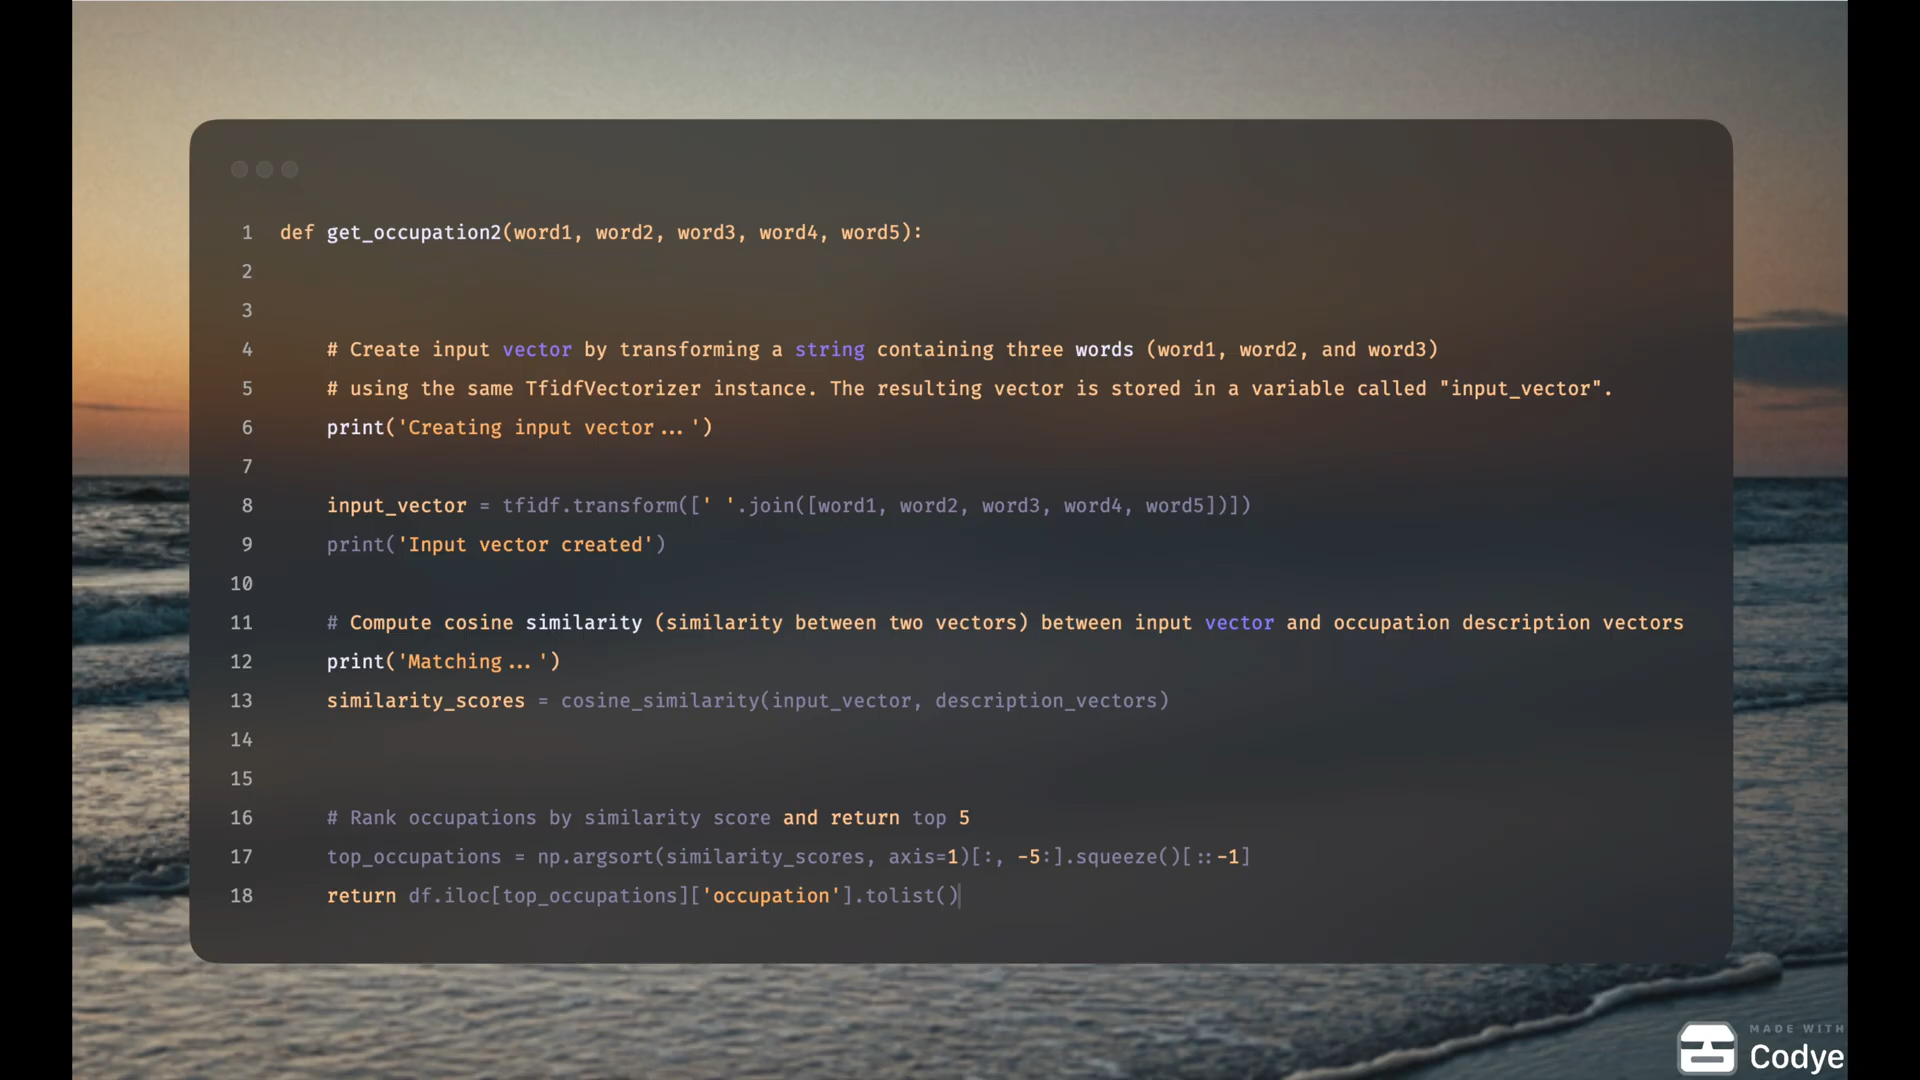 1 def get_occupation2(word1, word2, word3, word4, word5):
2
3
4 # Create input vector by transforming a string containing three words (word1, word2, and word3)
5 # using the same TfidfVectorizer instance. The resulting vector is stored in a variable called "input_vector".
6 print('Creating input vector...')
7
8 input_vector = tfidf.transform([' '.join([word1, word2, word3, word4, word5])])
9 print('Input vector created')
10
11 # Compute cosine similarity (similarity between two vectors) between input vector and occupation description vectors
12 print('Matching...')
13 similarity_scores = cosine_similarity(input_vector, description_vectors)
14
15
16 # Rank occupations by similarity score and return top 5
17 top_occupations = np.argsort(similarity_scores, axis=1)[:, -5:].squeeze()[::-1]
18 return df.iloc[top_occupations]['occupation'].tolist()
MADE WITH
Codye